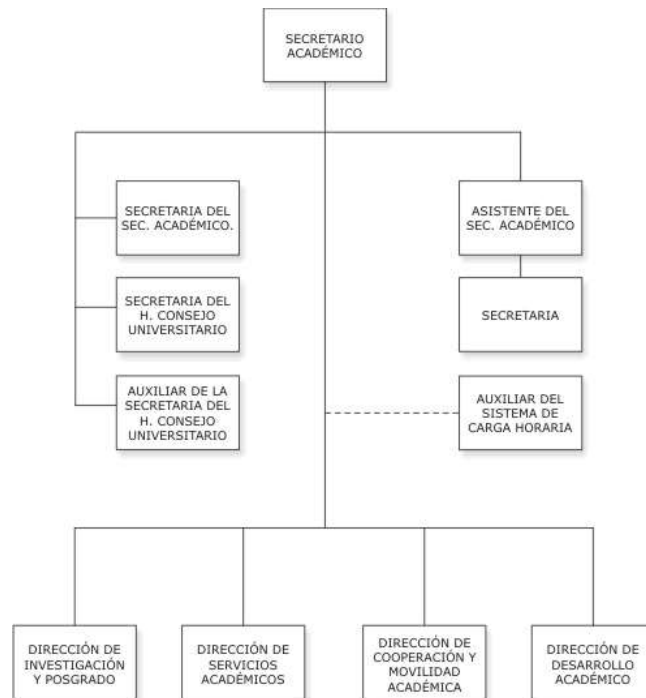 SECRETARIO
ACADÉMICO
SECRETARIA DEL
SEC. ACADÉMICO.
ASISTENTE DEL
SEC. ACADÉMICO
SECRETARIA DEL
H. CONSEJO
UNIVERSITARIO
SECRETARIA
AUXILIAR DE LA
SECRETARIA DEL
H. CONSEJO
UNIVERSITARIO
AUXILIAR DEL
SISTEMA DE
CARGA HORARIA
DIRECCIÓN DE
INVESTIGACIÓN
Y POSGRADO
DIRECCIÓN DE
SERVICIOS
ACADÉMICOS
DIRECCIÓN DE
COOPERACIÓN Y
MOVILIDAD
ACADÉMICA
DIRECCIÓN DE
DESARROLLO
ACADÉMICO